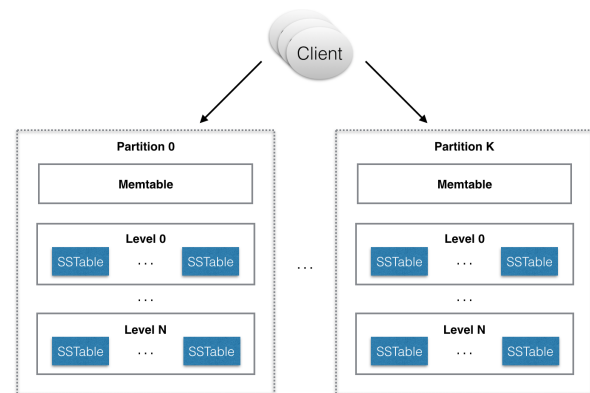 Client
Partition 0
Memtable
Level 0
SSTable ... SSTable
...
Level N
SSTable ... SSTable
...
Partition K
Memtable
Level 0
SSTable ... SSTable
...
Level N
SSTable ... SSTable